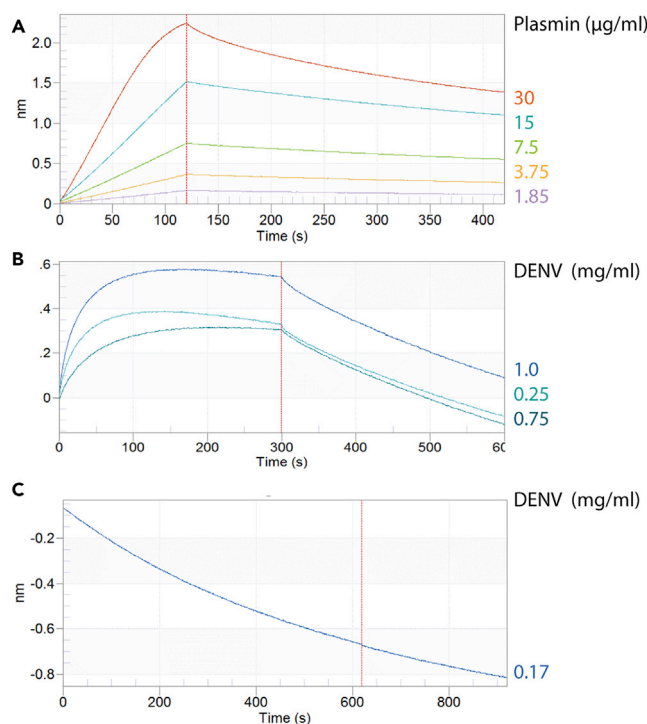 A
Plasmin (µg/ml)
2.0
1.5
1.0
0.5
0
nm
30
15
7.5
3.75
1.85
0 50 100 150 200 250 300 350 400
Time (s)
B
DENV (mg/ml)
.6
.4
.2
0
nm
1.0
0.25
0.75
0 100 200 300 400 500 60
Time (s)
C
DENV (mg/ml)
-0.2
-0.4
-0.6
-0.8
nm
0.17
0 200 400 600 800
Time (s)